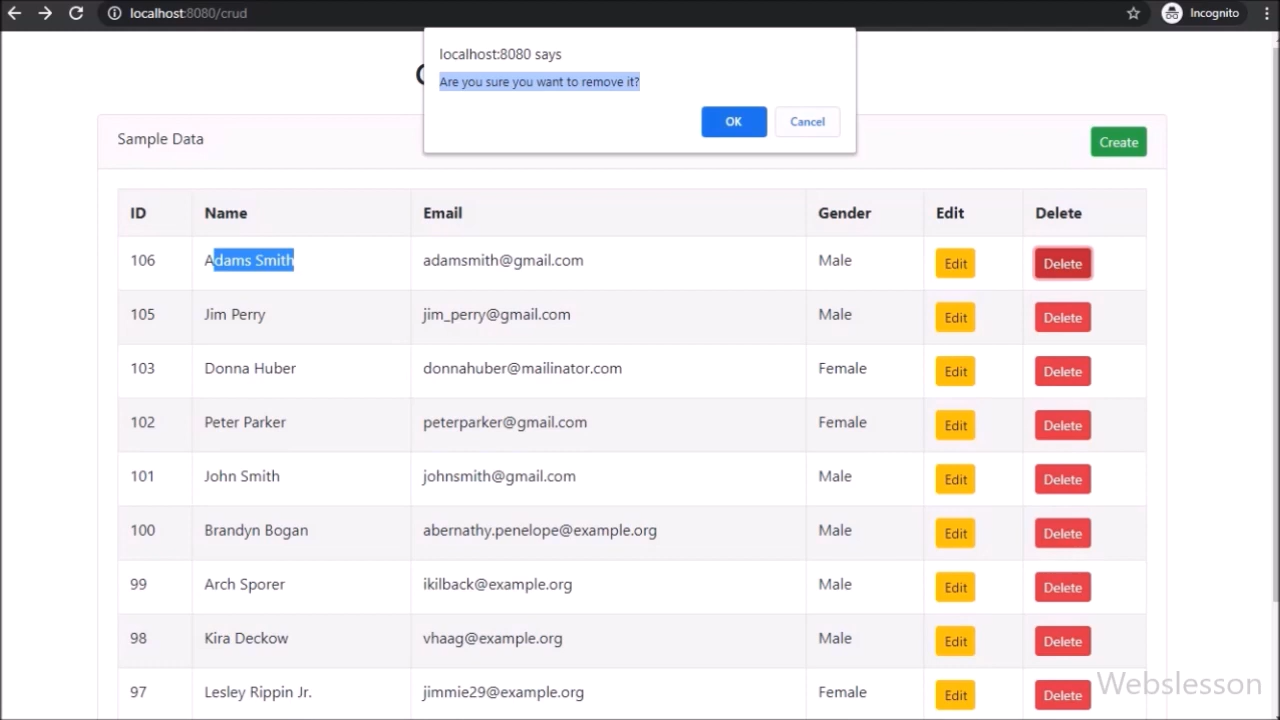 localhost:8080/crud
Incognito
localhost:8080 says
Are you sure you want to remove it?
OK Cancel
Sample Data
Create
ID Name Email Gender Edit Delete
106 Adams Smith adamsmith@gmail.com Male Edit Delete
105 Jim Perry jim_perry@gmail.com Male Edit Delete
103 Donna Huber donnahuber@mailinator.com Female Edit Delete
102 Peter Parker peterparker@gmail.com Female Edit Delete
101 John Smith johnsmith@gmail.com Male Edit Delete
100 Brandyn Bogan abernathy.penelope@example.org Male Edit Delete
99 Arch Sporer ikilback@example.org Male Edit Delete
98 Kira Deckow vhaag@example.org Male Edit Delete
97 Lesley Rippin Jr. jimmie29@example.org Female Edit Delete
Webslesson